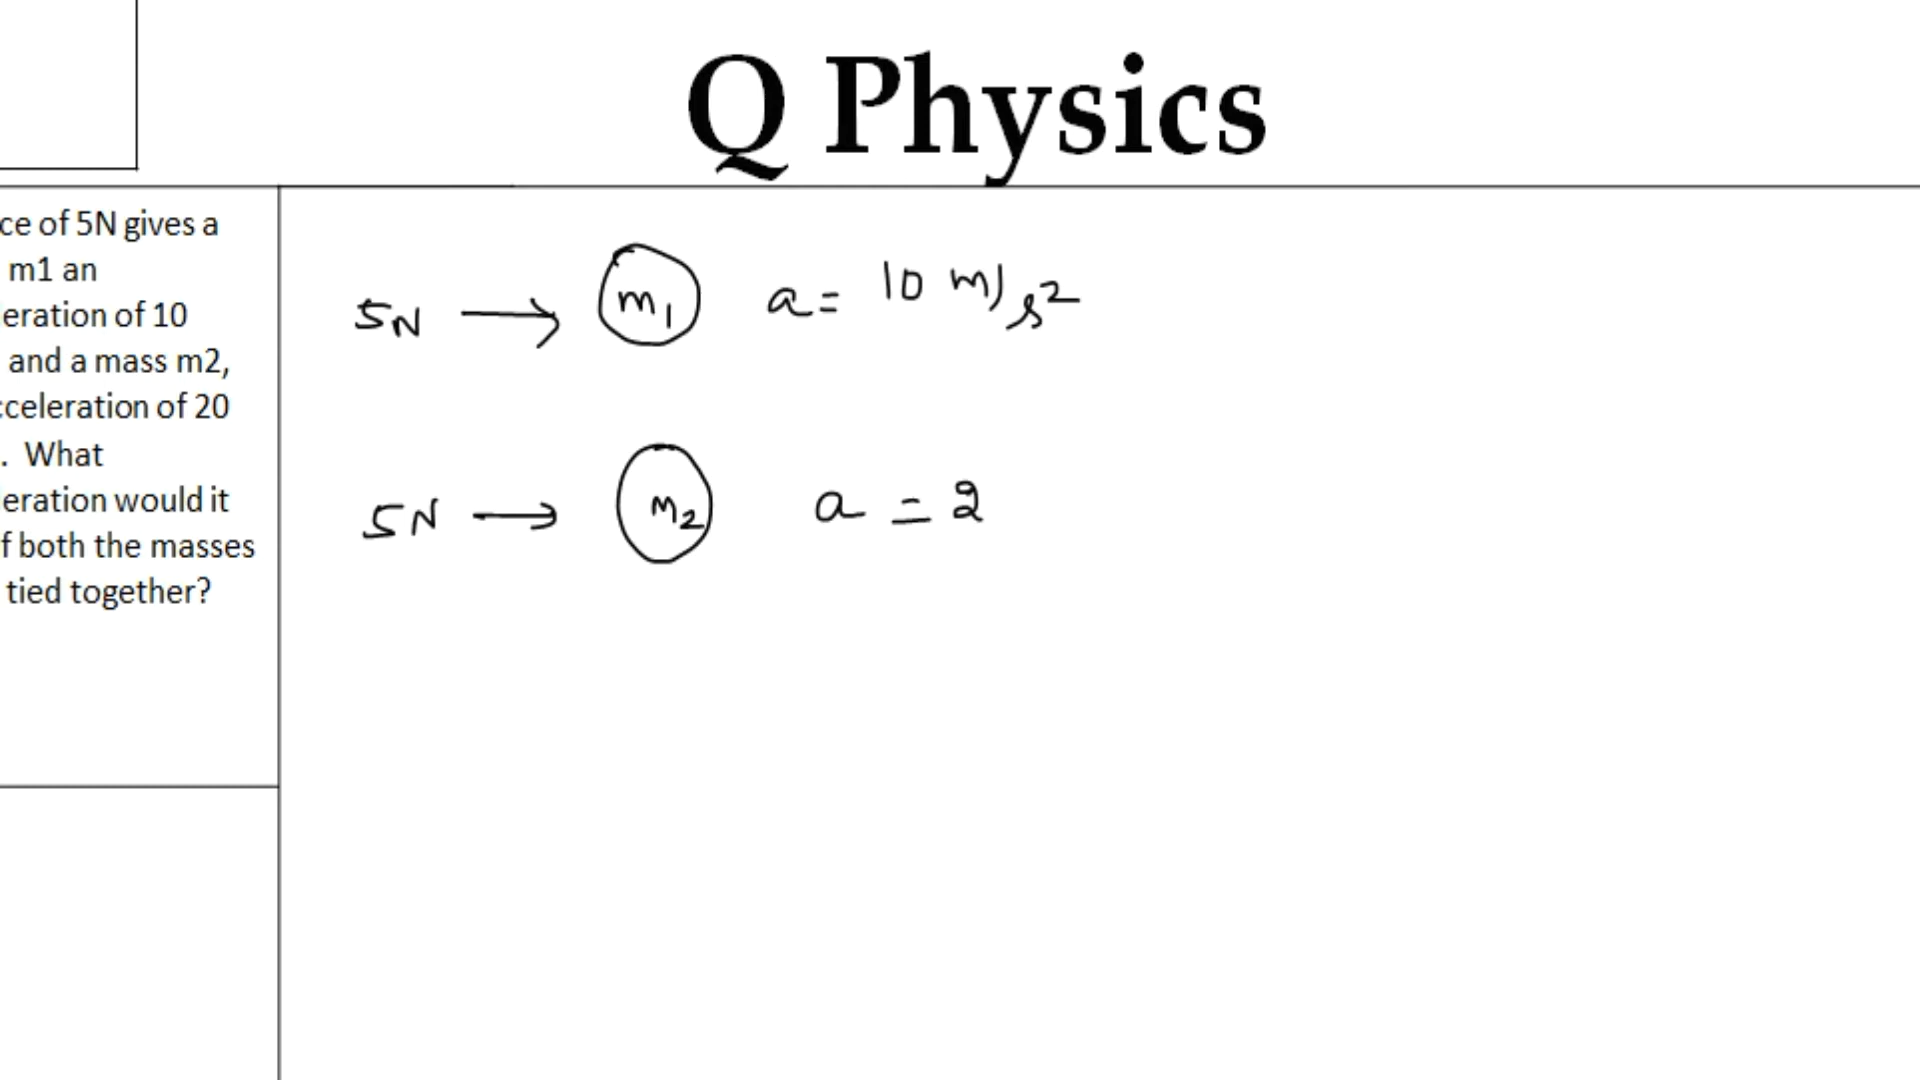 Q Physics
ce of 5N gives a
m1 an
eration of 10
and a mass m2,
cceleration of 20
. What
eration would it
f both the masses
tied together?
5N → m1 a = 10 m/s²
5N → m2 a = 2